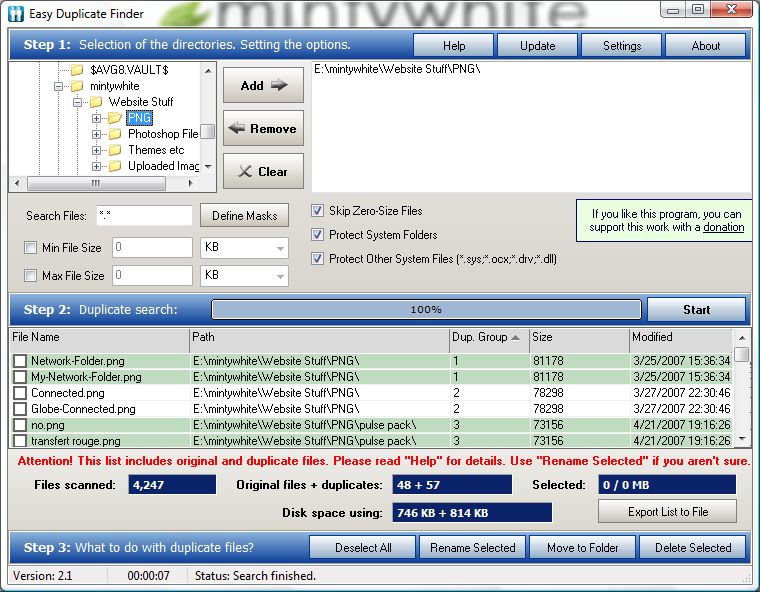 Easy Duplicate Finder
mintywhite
Step 1: Selection of the directories. Setting the options.
Help
Update
Settings
About
$AVG8.VAULT$
mintywhite
Website Stuff
PNG
Photoshop File
Themes etc
Uploaded Imag
Add
Remove
Clear
E:\mintywhite\Website Stuff\PNG\
Search Files: *.*
Define Masks
Min File Size 0 KB
Max File Size 0 KB
Skip Zero-Size Files
Protect System Folders
Protect Other System Files (*.sys;*.ocx;*.drv;*.dll)
If you like this program, you can
support this work with a donation
Step 2: Duplicate search:
100%
Start
File Name Path Dup. Group Size Modified
Network-Folder.png E:\mintywhite\Website Stuff\PNG\ 1 81178 3/25/2007 15:36:34
My-Network-Folder.png E:\mintywhite\Website Stuff\PNG\ 1 81178 3/25/2007 15:36:34
Connected.png E:\mintywhite\Website Stuff\PNG\ 2 78298 3/27/2007 22:30:46
Globe-Connected.png E:\mintywhite\Website Stuff\PNG\ 2 78298 3/27/2007 22:30:46
no.png E:\mintywhite\Website Stuff\PNG\pulse pack\ 3 73156 4/21/2007 19:16:26
transfert rouge.png E:\mintywhite\Website Stuff\PNG\pulse pack\ 3 73156 4/21/2007 19:16:26
Attention! This list includes original and duplicate files. Please read "Help" for details. Use "Rename Selected" if you aren't sure.
Files scanned: 4,247
Original files + duplicates: 48 + 57
Selected: 0 / 0 MB
Disk space using: 746 KB + 814 KB
Export List to File
Step 3: What to do with duplicate files?
Deselect All
Rename Selected
Move to Folder
Delete Selected
Version: 2.1
00:00:07
Status: Search finished.